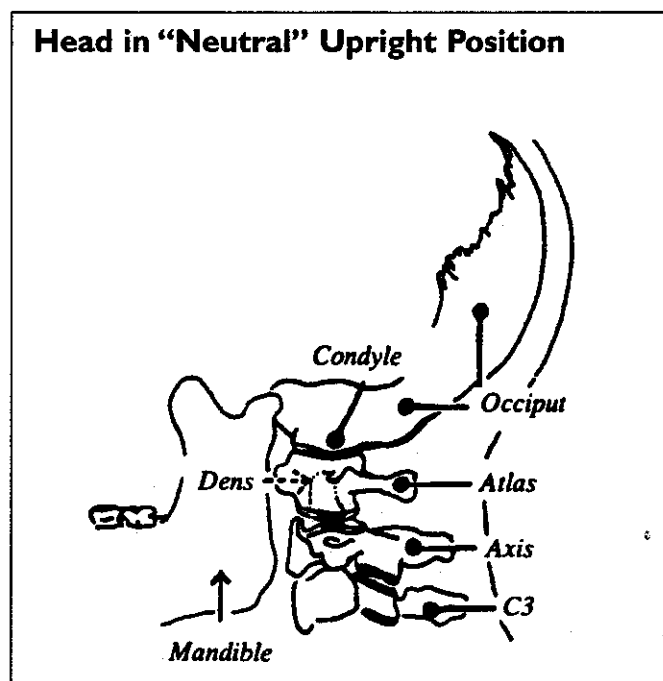 Head in “Neutral” Upright Position
Condyle
Occiput
Dens
Atlas
Axis
C3
Mandible